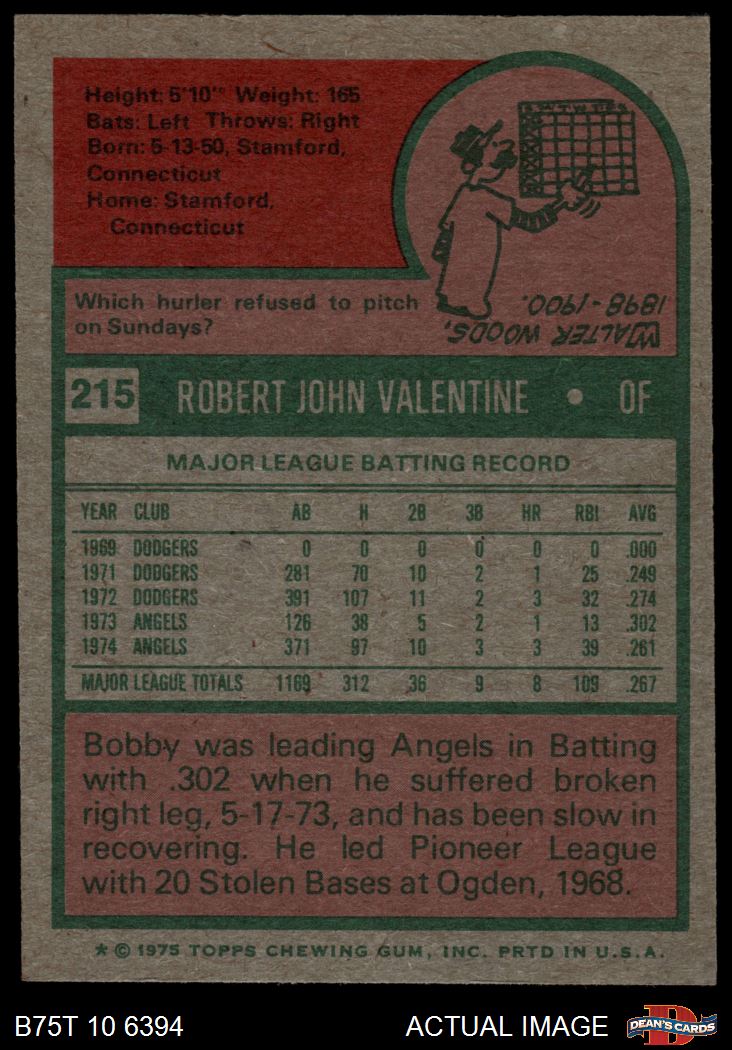 Height: 5'10" Weight: 165
Bats: Left Throws: Right
Born: 5-13-50, Stamford,
Connecticut
Home: Stamford,
Connecticut
Which hurler refused to pitch
on Sundays?
WALTER WOODS,
1898-1900.
215 ROBERT JOHN VALENTINE • OF
MAJOR LEAGUE BATTING RECORD
YEAR CLUB AB H 2B 3B HR RBI AVG
1969 DODGERS 0 0 0 0 0 0 .000
1971 DODGERS 281 70 10 2 1 25 .249
1972 DODGERS 391 107 11 2 3 32 .274
1973 ANGELS 126 38 5 2 1 13 .302
1974 ANGELS 371 97 10 3 3 39 .261
MAJOR LEAGUE TOTALS 1169 312 36 9 8 109 .267
Bobby was leading Angels in Batting
with .302 when he suffered broken
right leg, 5-17-73, and has been slow in
recovering. He led Pioneer League
with 20 Stolen Bases at Ogden, 1968.
* © 1975 TOPPS CHEWING GUM, INC. PRTD IN U.S.A.
B75T 10 6394 ACTUAL IMAGE DEAN'S CARDS